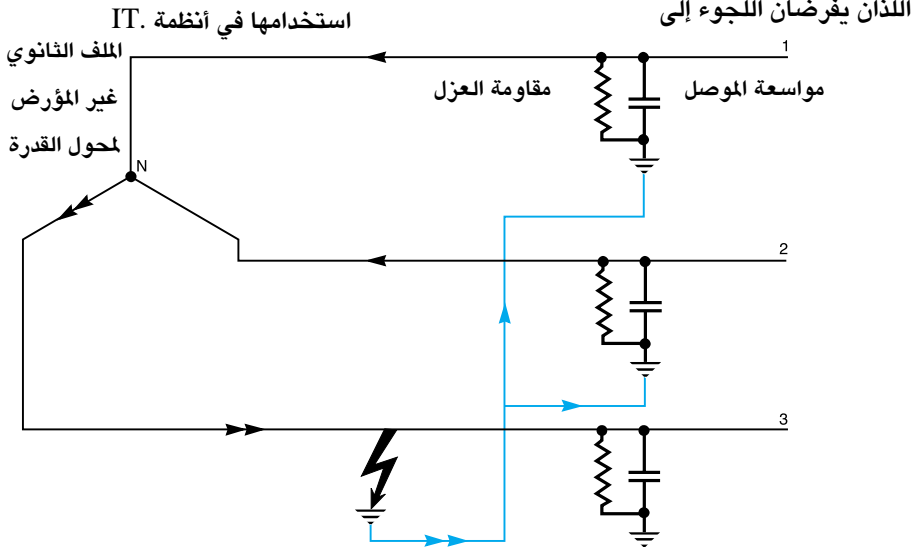 اللذان يفرضان اللجوء إلى
استخدامها في أنظمة IT.
1
الملف الثانوي
غير المؤرض
لمحول القدرة
مقاومة العزل
مواسعة الموصل
N
2
3